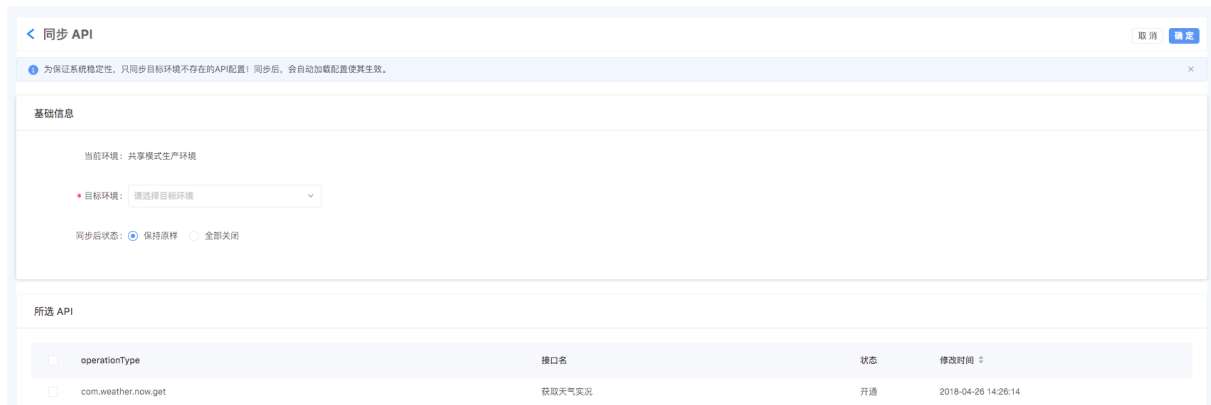 同步 API
取 消 确 定
为保证系统稳定性，只同步目标环境不存在的API配置！同步后，会自动加载配置使其生效。
基础信息
当前环境： 共享模式生产环境
* 目标环境： 请选择目标环境
同步后状态： 保持原样 全部关闭
所选 API
operationType 接口名 状态 修改时间
com.weather.now.get 获取天气实况 开通 2018-04-26 14:26:14